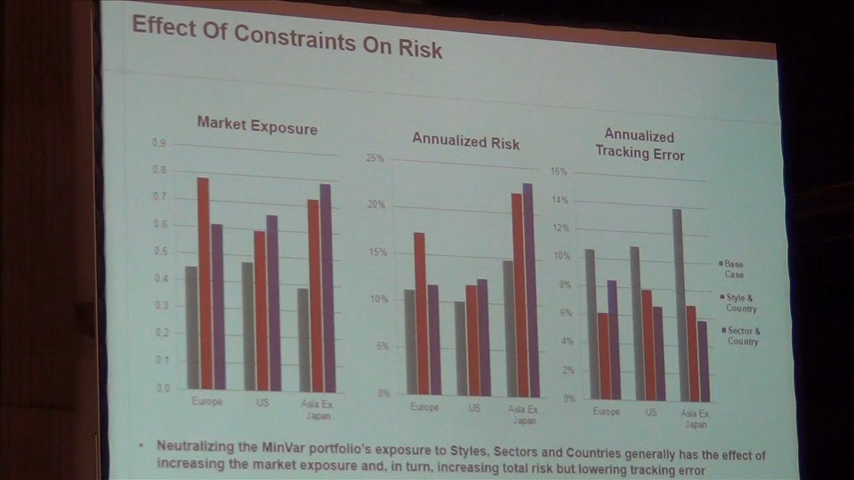 Effect Of Constraints On Risk
Market Exposure
0.9
0.8
0.7
0.6
0.5
0.4
0.3
0.2
0.1
0.0
Europe
US
Asia Ex.
Japan
Annualized Risk
25%
20%
15%
10%
5%
0%
Europe
US
Asia Ex.
Japan
Annualized
Tracking Error
16%
14%
12%
10%
8%
6%
4%
2%
0%
Europe
US
Asia Ex.
Japan
Base
Case
Style &
Country
Sector &
Country
• Neutralizing the MinVar portfolio's exposure to Styles, Sectors and Countries generally has the effect of
increasing the market exposure and, in turn, increasing total risk but lowering tracking error